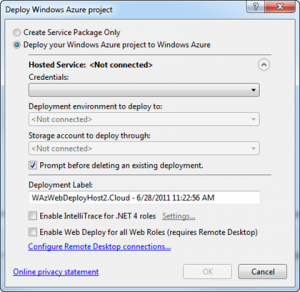 Deploy Windows Azure project
Create Service Package Only
Deploy your Windows Azure project to Windows Azure
Hosted Service: <Not connected>
Credentials:
Deployment environment to deploy to:
<Not connected>
Storage account to deploy through:
<Not connected>
Prompt before deleting an existing deployment.
Deployment Label:
WAzWebDeployHost2.Cloud - 6/28/2011 11:22:56 AM
Enable IntelliTrace for .NET 4 roles Settings...
Enable Web Deploy for all Web Roles (requires Remote Desktop)
Configure Remote Desktop connections...
Online privacy statement
OK
Cancel